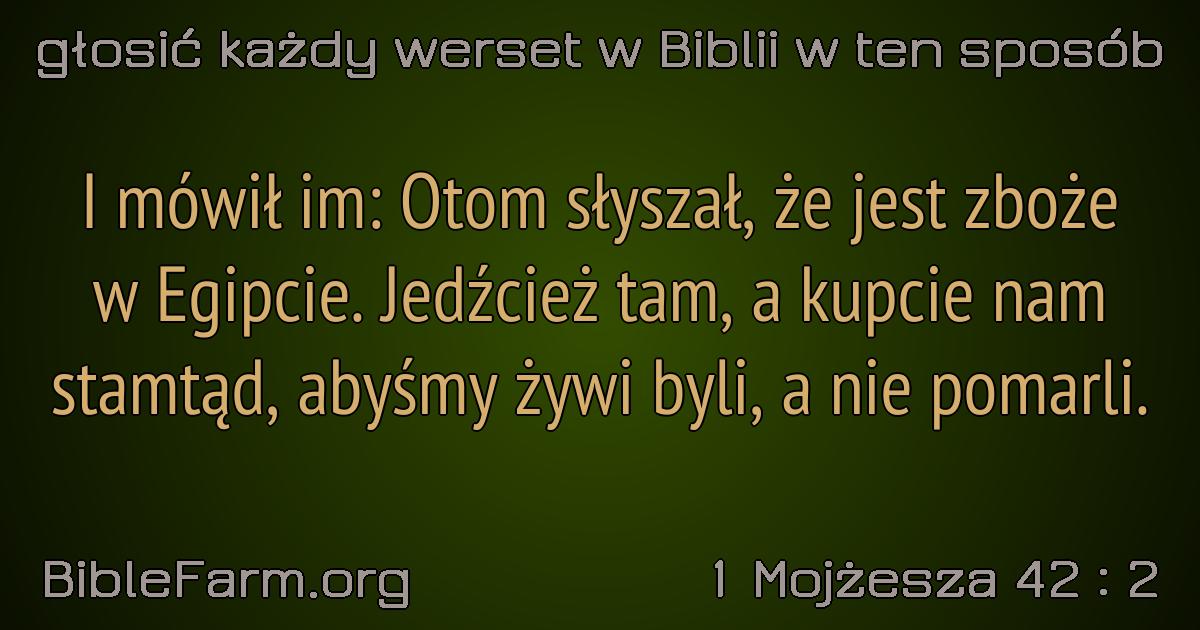 głosić każdy werset w Biblii w ten sposób
I mówił im: Otom słyszał, że jest zboże
w Egipcie. Jedźcież tam, a kupcie nam
stamtąd, abyśmy żywi byli, a nie pomarli.
BibleFarm.org
1 Mojżesza 42 : 2